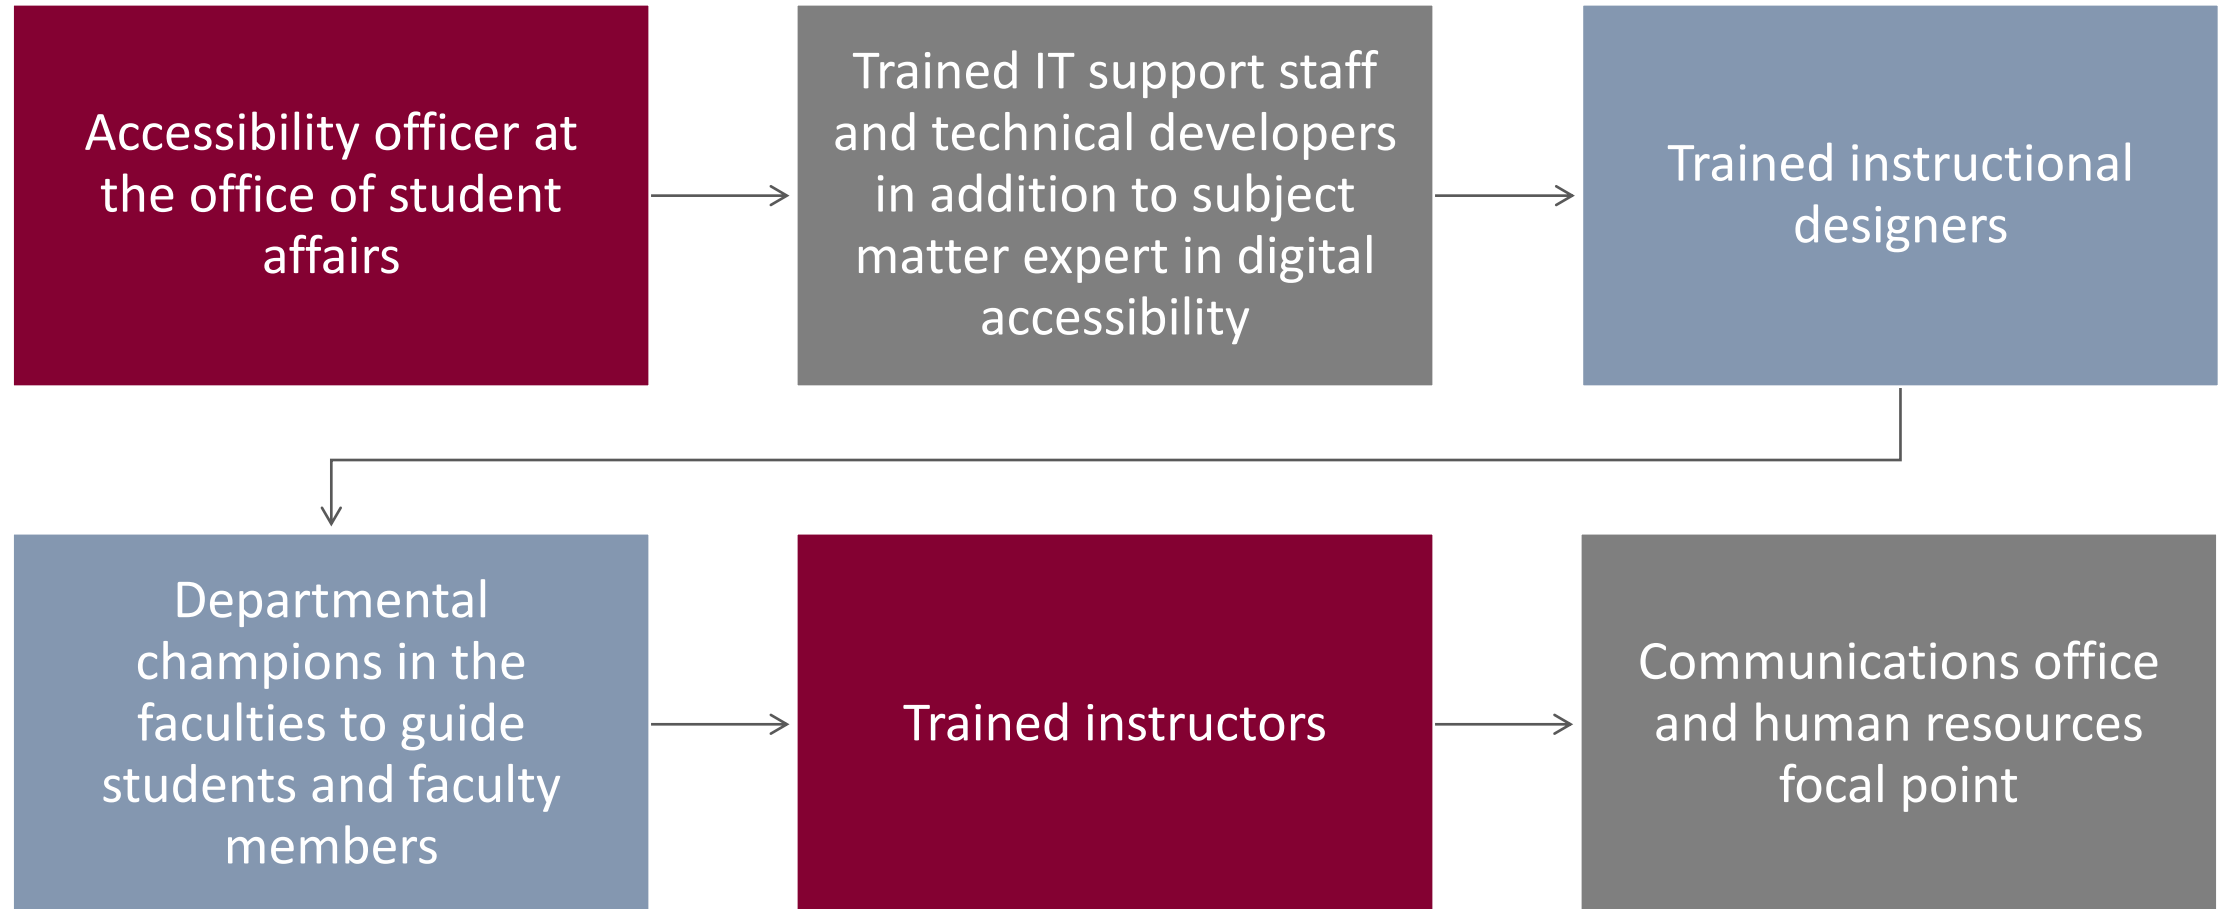 Accessibility officer at
the office of student
affairs
Trained IT support staff
and technical developers
in addition to subject
matter expert in digital
accessibility
Trained instructional
designers
Departmental
champions in the
faculties to guide
students and faculty
members
Trained instructors
Communications office
and human resources
focal point